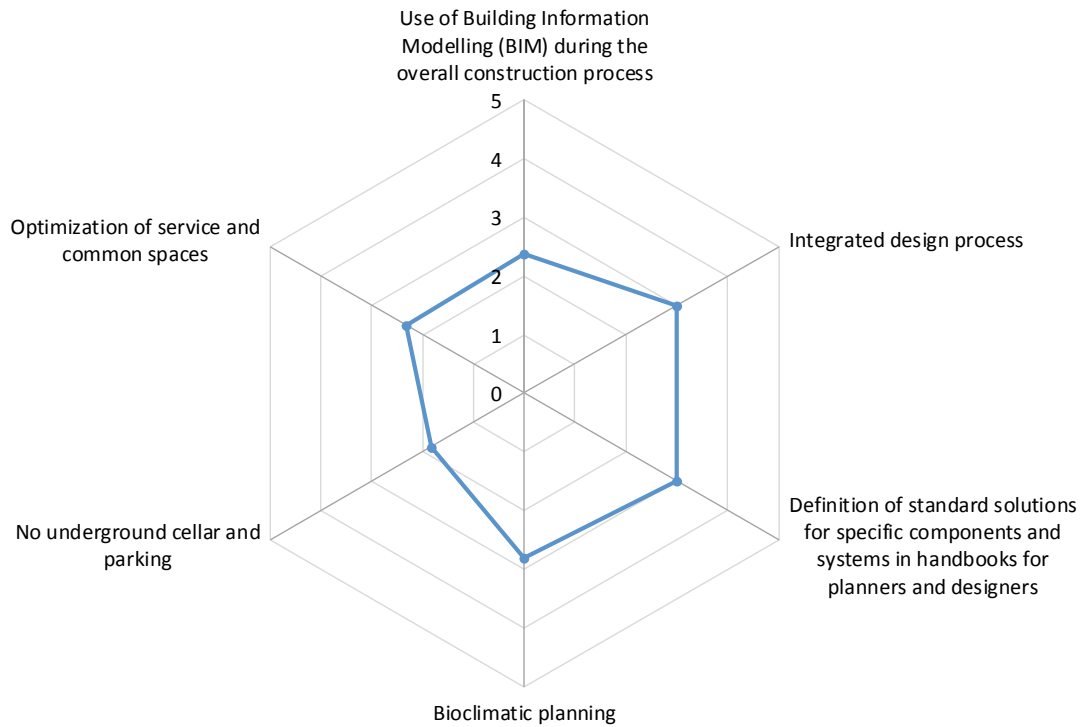 Use of Building Information
Modelling (BIM) during the
overall construction process
5
4
3
2
1
0
Optimization of service and
common spaces
Integrated design process
No underground cellar and
parking
Definition of standard solutions
for specific components and
systems in handbooks for
planners and designers
Bioclimatic planning